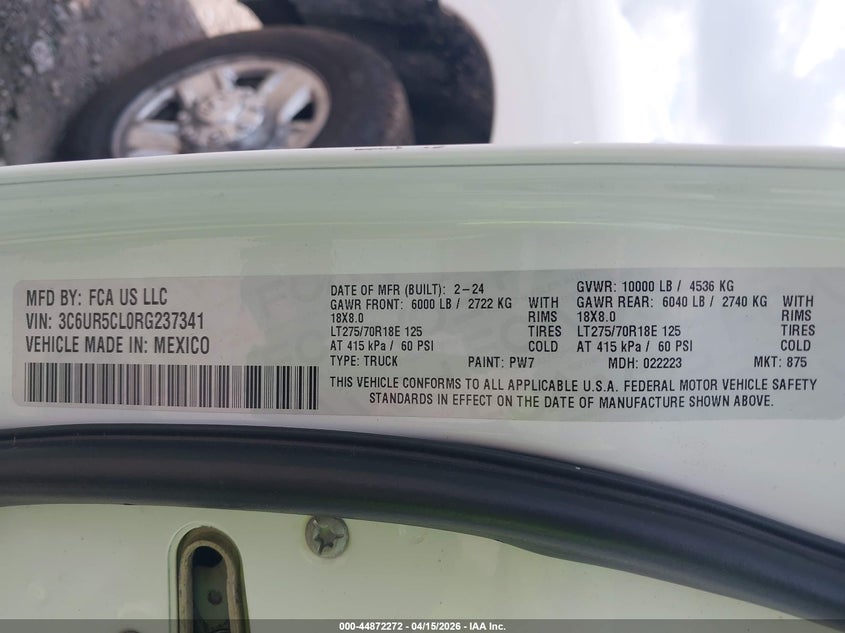 MFD BY: FCA US LLC
VIN: 3C6UR5CL0RG237341
VEHICLE MADE IN: MEXICO
DATE OF MFR (BUILT): 2-24
GAWR FRONT: 6000 LB / 2722 KG WITH
18X8.0 RIMS
LT275/70R18E 125 TIRES
AT 415 kPa / 60 PSI COLD
TYPE: TRUCK PAINT: PW7
GVWR: 10000 LB / 4536 KG
GAWR REAR: 6040 LB / 2740 KG WITH
18X8.0 RIMS
LT275/70R18E 125 TIRES
AT 415 kPa / 60 PSI COLD
MDH: 022223 MKT: 875
THIS VEHICLE CONFORMS TO ALL APPLICABLE U.S.A. FEDERAL MOTOR VEHICLE SAFETY
STANDARDS IN EFFECT ON THE DATE OF MANUFACTURE SHOWN ABOVE.
000-44872272 - 04/15/2026 - IAA Inc.